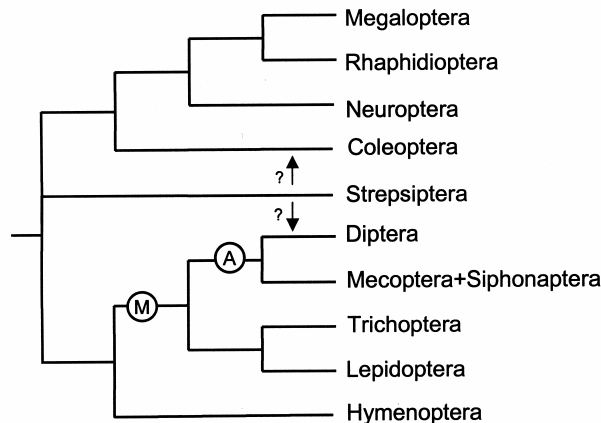 Megaloptera
Rhaphidioptera
Neuroptera
Coleoptera
?
Strepsiptera
?
Diptera
A
Mecoptera+Siphonaptera
M
Trichoptera
Lepidoptera
Hymenoptera